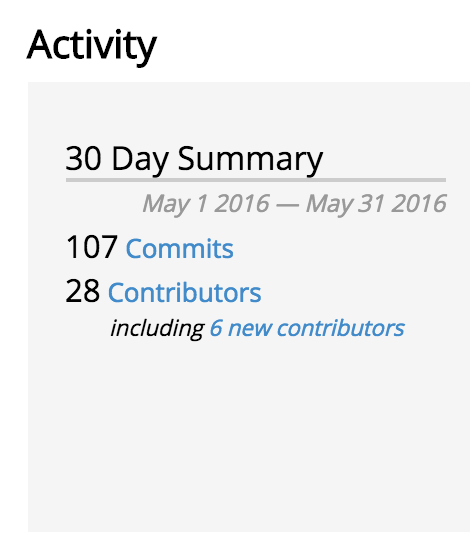 Activity
30 Day Summary
May 1 2016 — May 31 2016
107 Commits
28 Contributors
including 6 new contributors